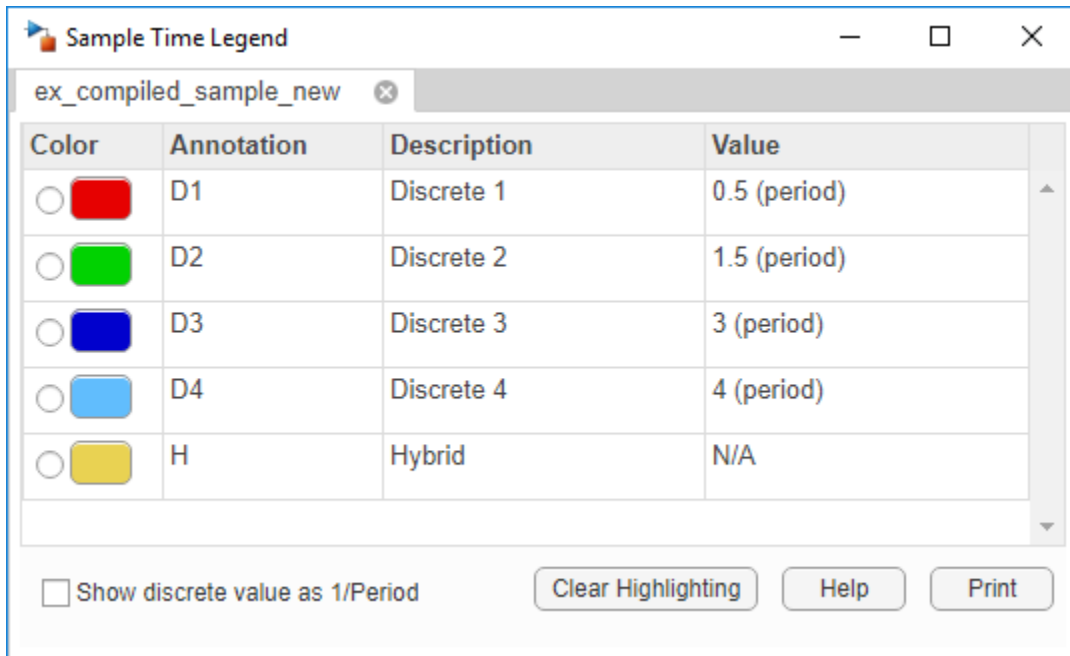 Sample Time Legend
ex_compiled_sample_new
Color Annotation Description Value
D1 Discrete 1 0.5 (period)
D2 Discrete 2 1.5 (period)
D3 Discrete 3 3 (period)
D4 Discrete 4 4 (period)
H Hybrid N/A
Show discrete value as 1/Period Clear Highlighting Help Print